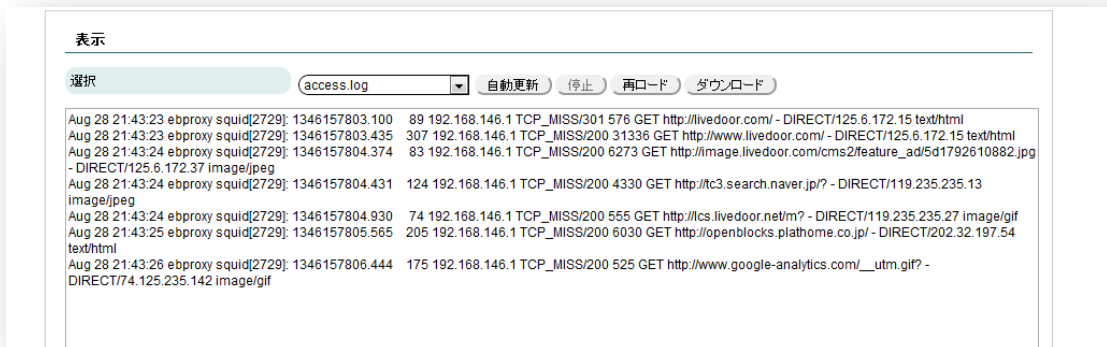 表示
選択 access.log 自動更新 停止 再ロード ダウンロード
Aug 28 21:43:23 ebproxy squid[2729]: 1346157803.100 89 192.168.146.1 TCP_MISS/301 576 GET http://livedoor.com/ - DIRECT/125.6.172.15 text/html
Aug 28 21:43:23 ebproxy squid[2729]: 1346157803.435 307 192.168.146.1 TCP_MISS/200 31336 GET http://www.livedoor.com/ - DIRECT/125.6.172.15 text/html
Aug 28 21:43:24 ebproxy squid[2729]: 1346157804.374 83 192.168.146.1 TCP_MISS/200 6273 GET http://image.livedoor.com/cms2/feature_ad/5d1792610882.jpg
- DIRECT/125.6.172.37 image/jpeg
Aug 28 21:43:24 ebproxy squid[2729]: 1346157804.431 124 192.168.146.1 TCP_MISS/200 4330 GET http://tc3.search.naver.jp/? - DIRECT/119.235.235.13
image/jpeg
Aug 28 21:43:24 ebproxy squid[2729]: 1346157804.930 74 192.168.146.1 TCP_MISS/200 555 GET http://lcs.livedoor.net/m? - DIRECT/119.235.235.27 image/gif
Aug 28 21:43:25 ebproxy squid[2729]: 1346157805.565 205 192.168.146.1 TCP_MISS/200 6030 GET http://openblocks.plathome.co.jp/ - DIRECT/202.32.197.54
text/html
Aug 28 21:43:26 ebproxy squid[2729]: 1346157806.444 175 192.168.146.1 TCP_MISS/200 525 GET http://www.google-analytics.com/__utm.gif? -
DIRECT/74.125.235.142 image/gif